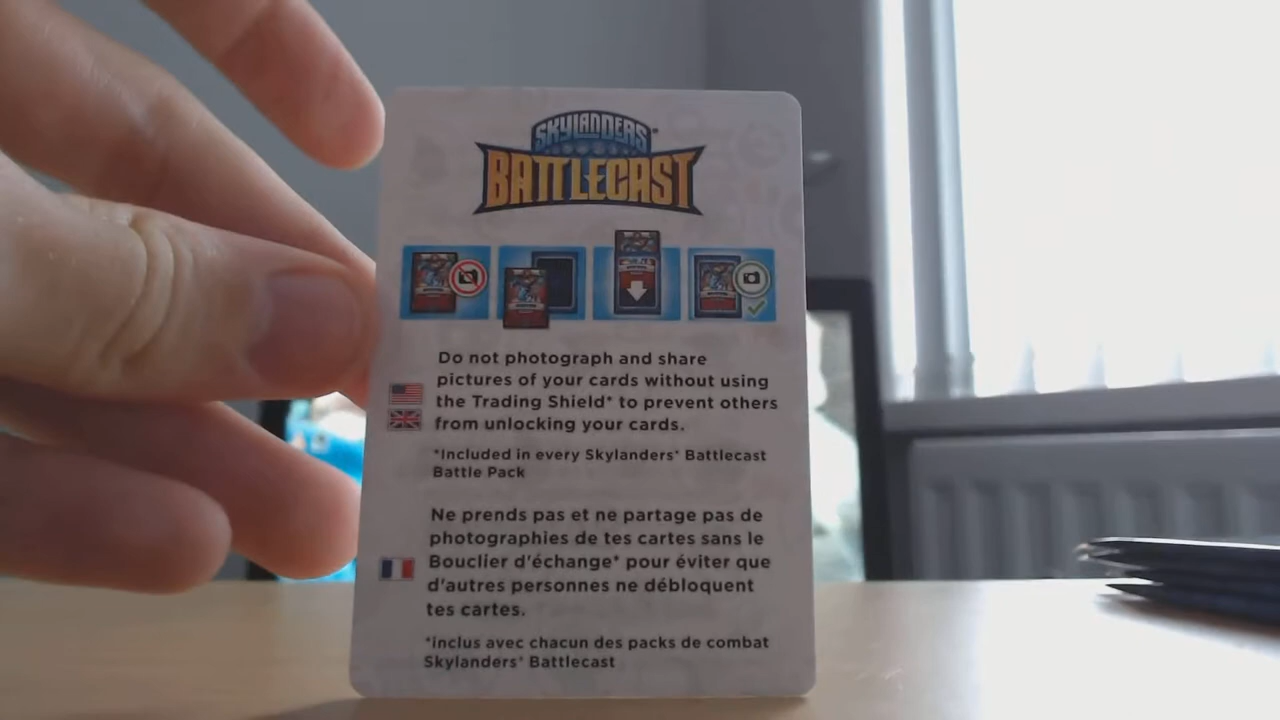 SKYLANDERS
BATTLECAST
Do not photograph and share
pictures of your cards without using
the Trading Shield* to prevent others
from unlocking your cards.
*Included in every Skylanders® Battlecast
Battle Pack
Ne prends pas et ne partage pas de
photographies de tes cartes sans le
Bouclier d'échange* pour éviter que
d'autres personnes ne débloquent
tes cartes.
*inclus avec chacun des packs de combat
Skylanders® Battlecast